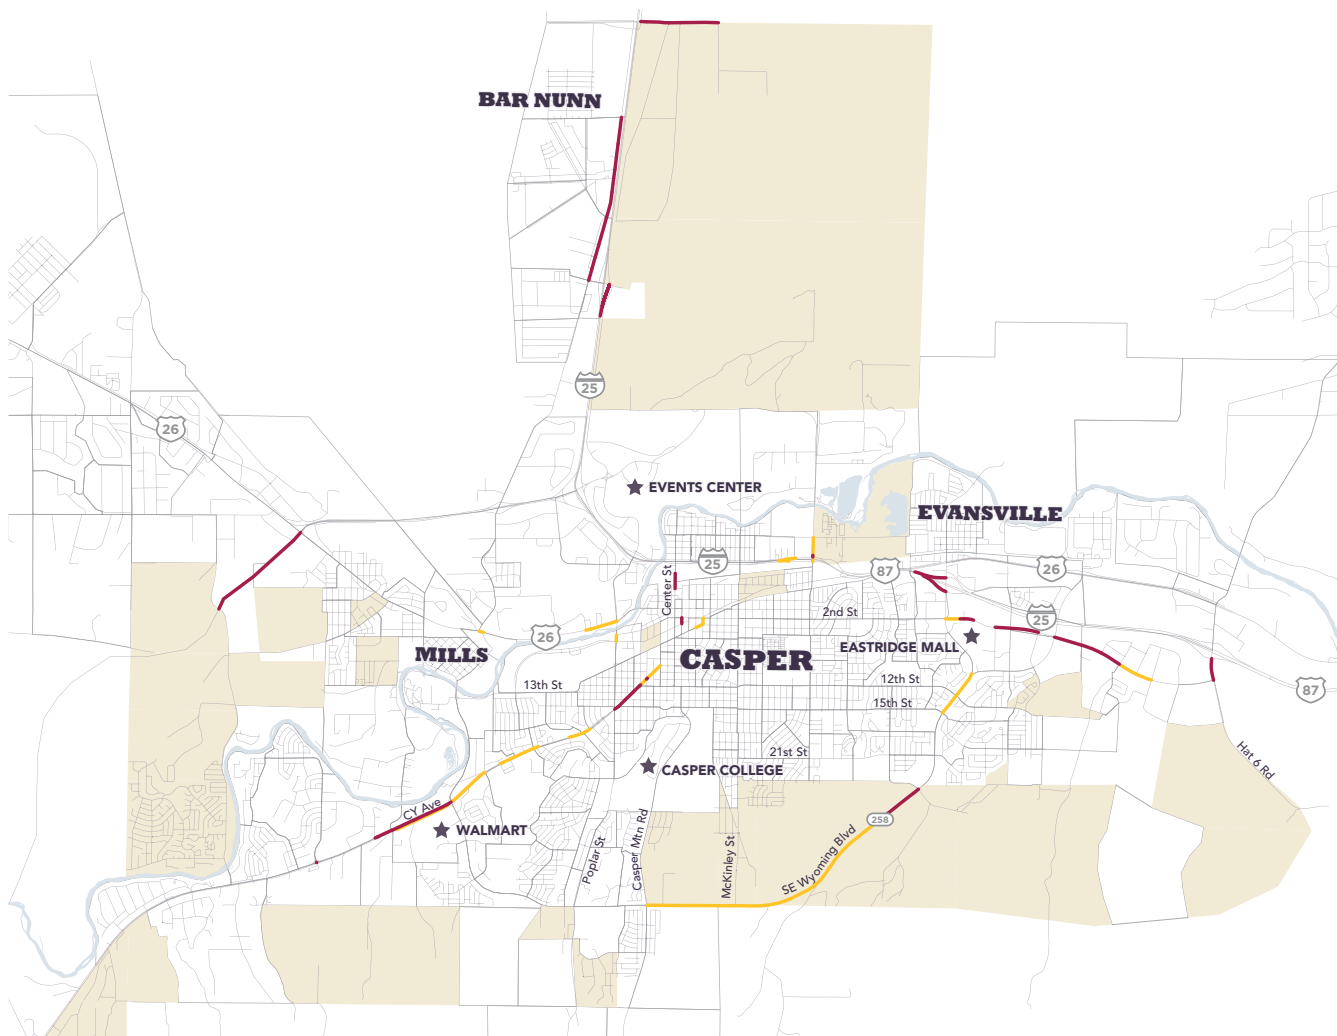 BAR NUNN
25
26
EVENTS CENTER
EVANSVILLE
25
87
26
Center St
2nd St
25
26
MILLS
CASPER
EASTRIDGE MALL
13th St
12th St
87
15th St
21st St
Hat 6 Rd
CASPER COLLEGE
CY Ave
WALMART
258
Poplar St
Casper Mtn Rd
McKinley St
SE Wyoming Blvd